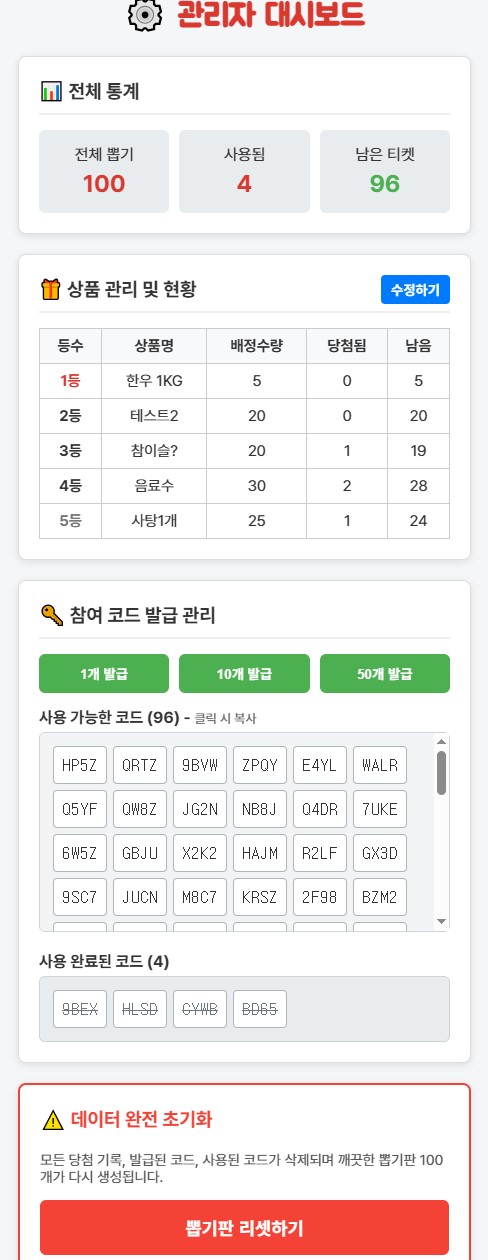 관리자 대시보드
전체 통계
전체 뽑기 사용됨 남은 티켓
100 4 96
상품 관리 및 현황 수정하기
등수 상품명 배정수량 당첨됨 남음
1등 한우 1KG 5 0 5
2등 테스트2 20 0 20
3등 참이슬? 20 1 19
4등 음료수 30 2 28
5등 사탕1개 25 1 24
참여 코드 발급 관리
1개 발급 10개 발급 50개 발급
사용 가능한 코드 (96) - 클릭 시 복사
HP5Z QRTZ 9BVW ZPQY E4YL WALR
Q5YF QW8Z JG2N NB8J Q4DR 7UKE
6W5Z GBJU X2K2 HAJM R2LF GX3D
9SC7 JUCN M8C7 KRSZ 2F98 BZM2
사용 완료된 코드 (4)
9BEX HLSD CYWB BD65
데이터 완전 초기화
모든 당첨 기록, 발급된 코드, 사용된 코드가 삭제되며 깨끗한 뽑기판 100
개가 다시 생성됩니다.
뽑기판 리셋하기